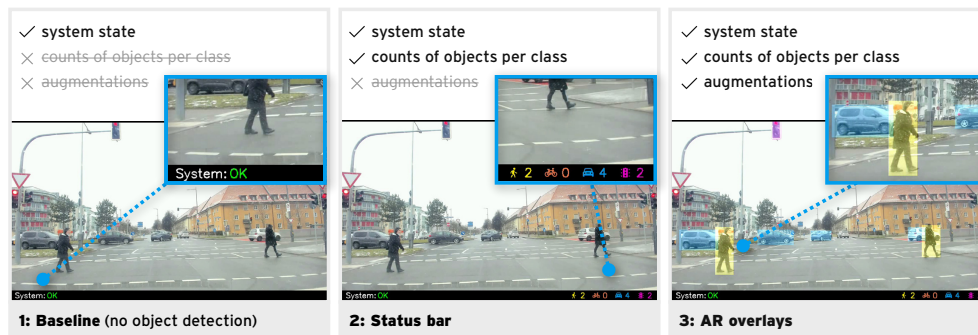 system state
counts of objects per class
augmentations
System: OK
System: OK
1: Baseline (no object detection)
system state
counts of objects per class
augmentations
2 0 4 2
System: OK 2 0 4 2
2: Status bar
system state
counts of objects per class
augmentations
System: OK 2 0 4 2
3: AR overlays